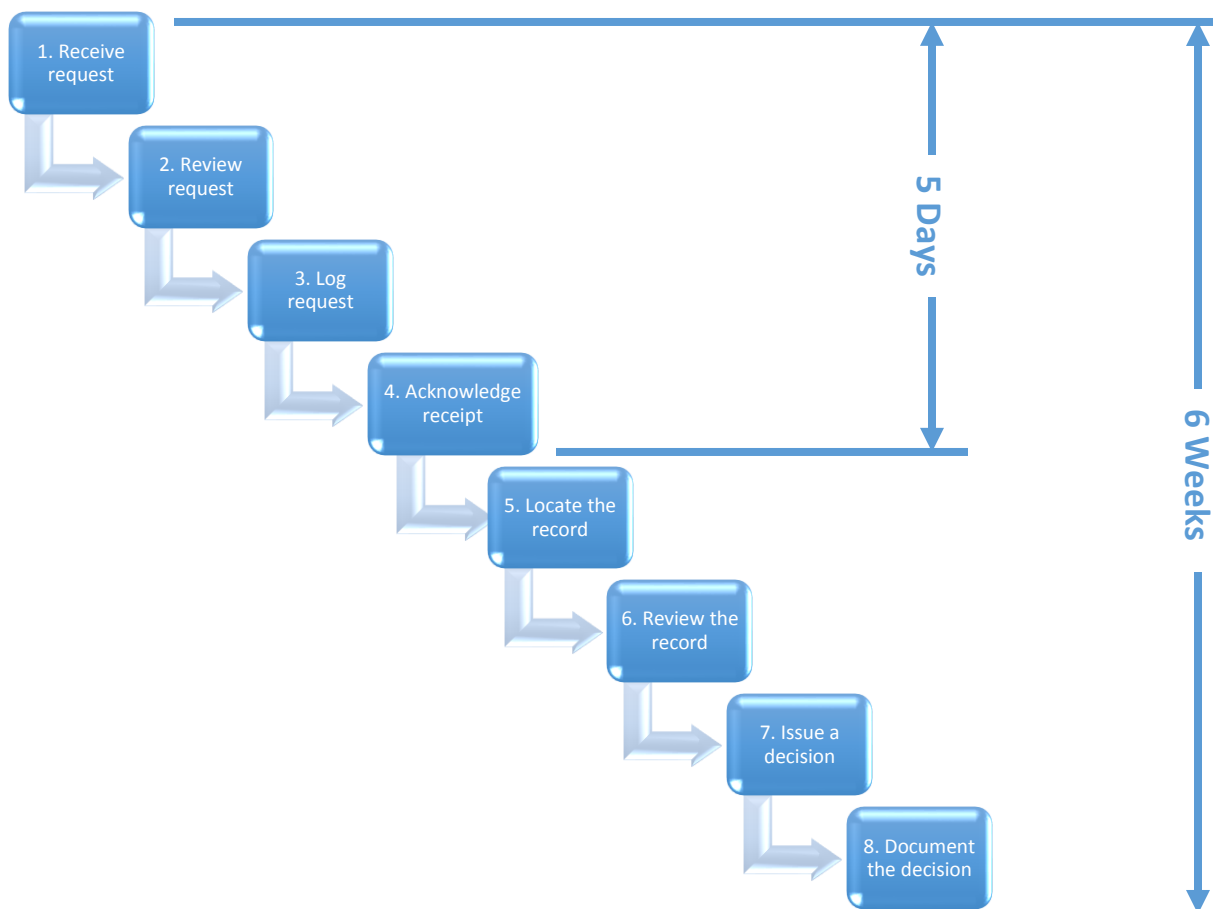 1. Receive
request
2. Review
request
3. Log
request
4. Acknowledge
receipt
5. Locate the
record
6. Review the
record
7. Issue a
decision
8. Document
the decision
5 Days
6 Weeks